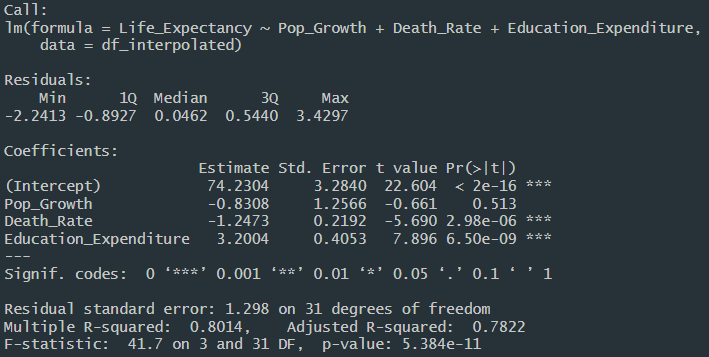 Call:
lm(formula = Life_Expectancy ~ Pop_Growth + Death_Rate + Education_Expenditure,
    data = df_interpolated)

Residuals:
    Min      1Q  Median      3Q     Max
-2.2413 -0.8927  0.0462  0.5440  3.4297

Coefficients:
                      Estimate Std. Error t value Pr(>|t|)
(Intercept)            74.2304     3.2840  22.604  < 2e-16 ***
Pop_Growth             -0.8308     1.2566  -0.661    0.513
Death_Rate             -1.2473     0.2192  -5.690 2.98e-06 ***
Education_Expenditure   3.2004     0.4053   7.896 6.50e-09 ***
---
Signif. codes:  0 ‘***’ 0.001 ‘**’ 0.01 ‘*’ 0.05 ‘.’ 0.1 ‘ ’ 1

Residual standard error: 1.298 on 31 degrees of freedom
Multiple R-squared:  0.8014,    Adjusted R-squared:  0.7822
F-statistic:  41.7 on 3 and 31 DF,  p-value: 5.384e-11